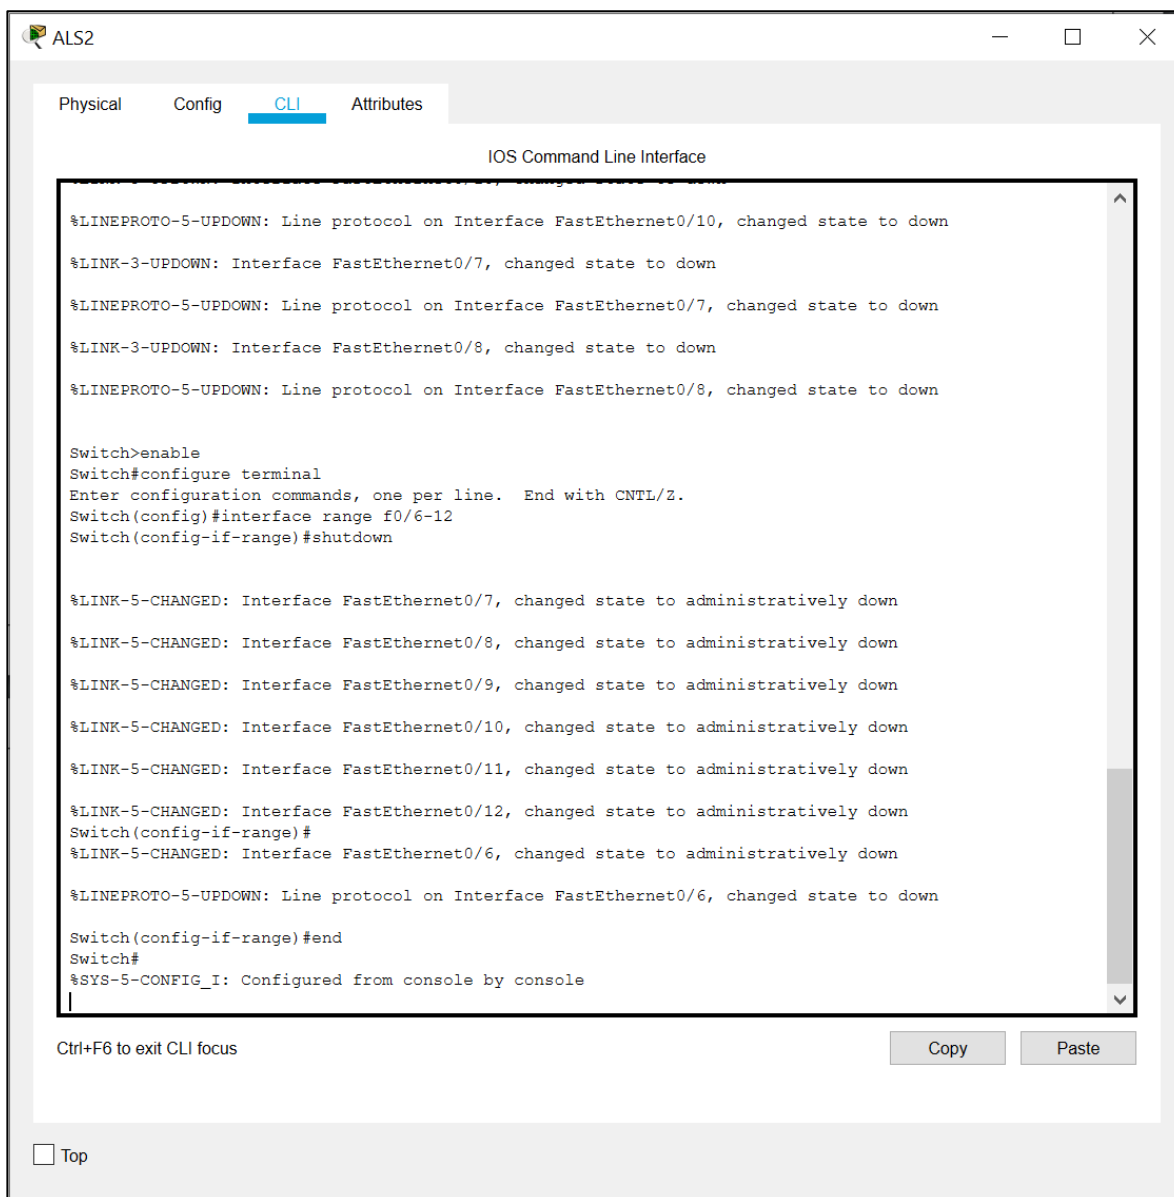 ALS2
Physical Config CLI Attributes
IOS Command Line Interface
%LINEPROTO-5-UPDOWN: Line protocol on Interface FastEthernet0/10, changed state to down
%LINK-3-UPDOWN: Interface FastEthernet0/7, changed state to down
%LINEPROTO-5-UPDOWN: Line protocol on Interface FastEthernet0/7, changed state to down
%LINK-3-UPDOWN: Interface FastEthernet0/8, changed state to down
%LINEPROTO-5-UPDOWN: Line protocol on Interface FastEthernet0/8, changed state to down
Switch>enable
Switch#configure terminal
Enter configuration commands, one per line.  End with CNTL/Z.
Switch(config)#interface range f0/6-12
Switch(config-if-range)#shutdown
%LINK-5-CHANGED: Interface FastEthernet0/7, changed state to administratively down
%LINK-5-CHANGED: Interface FastEthernet0/8, changed state to administratively down
%LINK-5-CHANGED: Interface FastEthernet0/9, changed state to administratively down
%LINK-5-CHANGED: Interface FastEthernet0/10, changed state to administratively down
%LINK-5-CHANGED: Interface FastEthernet0/11, changed state to administratively down
%LINK-5-CHANGED: Interface FastEthernet0/12, changed state to administratively down
Switch(config-if-range)#
%LINK-5-CHANGED: Interface FastEthernet0/6, changed state to administratively down
%LINEPROTO-5-UPDOWN: Line protocol on Interface FastEthernet0/6, changed state to down
Switch(config-if-range)#end
Switch#
%SYS-5-CONFIG_I: Configured from console by console
Ctrl+F6 to exit CLI focus
Copy Paste
Top